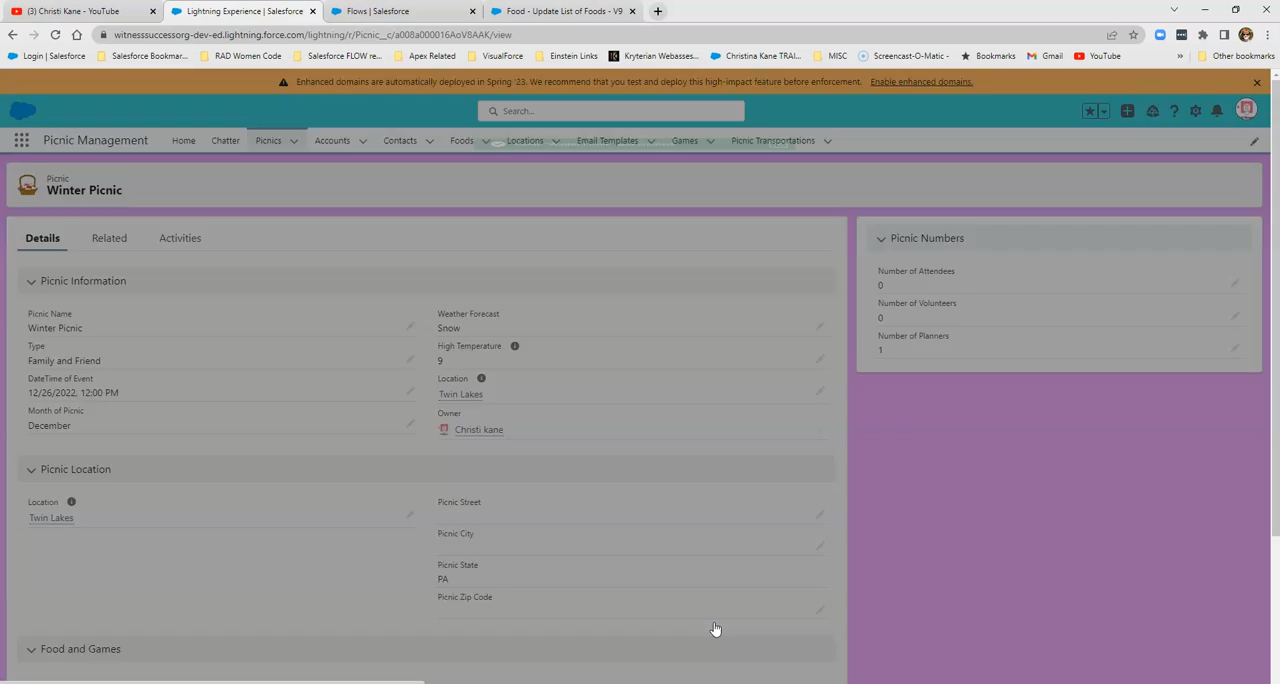 (3) Christi Kane - YouTube
Lightning Experience | Salesforce
Flows | Salesforce
Food - Update List of Foods - V9
witnesssuccessorg-dev-ed.lightning.force.com/lightning/r/Picnic__c/a008a000016AoV8AAK/view
Login | Salesforce
Salesforce Bookmar...
RAD Women Code
Salesforce FLOW re...
Apex Related
VisualForce
Einstein Links
Kryterian Webasses...
Christina Kane TRAI...
MISC
Screencast-O-Matic -
Bookmarks
Gmail
YouTube
»
Other bookmarks
Enhanced domains are automatically deployed in Spring '23. We recommend that you test and deploy this high-impact feature before enforcement. Enable enhanced domains.
Search...
Picnic Management
Home
Chatter
Picnics
Accounts
Contacts
Foods
Locations
Email Templates
Games
Picnic Transportations
Picnic
Winter Picnic
Details
Related
Activities
Picnic Information
Picnic Name
Winter Picnic
Type
Family and Friend
DateTime of Event
12/26/2022, 12:00 PM
Month of Picnic
December
Weather Forecast
Snow
High Temperature
9
Location
Twin Lakes
Owner
Christi kane
Picnic Location
Location
Twin Lakes
Picnic Street
Picnic City
Picnic State
PA
Picnic Zip Code
Food and Games
Picnic Numbers
Number of Attendees
0
Number of Volunteers
0
Number of Planners
1